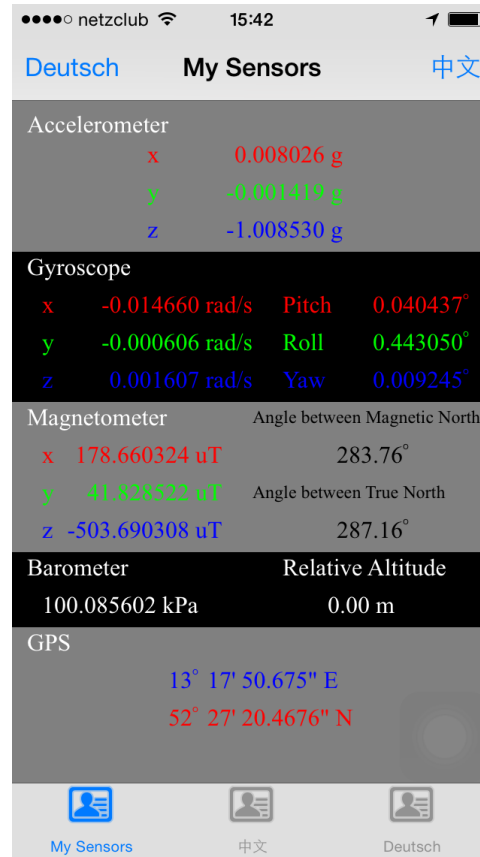 netzclub 15:42
Deutsch My Sensors 中文
Accelerometer
x 0.008026 g
y -0.001419 g
z -1.008530 g
Gyroscope
x -0.014660 rad/s Pitch 0.040437°
y -0.000606 rad/s Roll 0.443050°
z 0.001607 rad/s Yaw 0.009245°
Magnetometer Angle between Magnetic North
x 178.660324 uT 283.76°
y 41.828522 uT Angle between True North
z -503.690308 uT 287.16°
Barometer Relative Altitude
100.085602 kPa 0.00 m
GPS
13° 17' 50.675" E
52° 27' 20.4676" N
My Sensors 中文 Deutsch